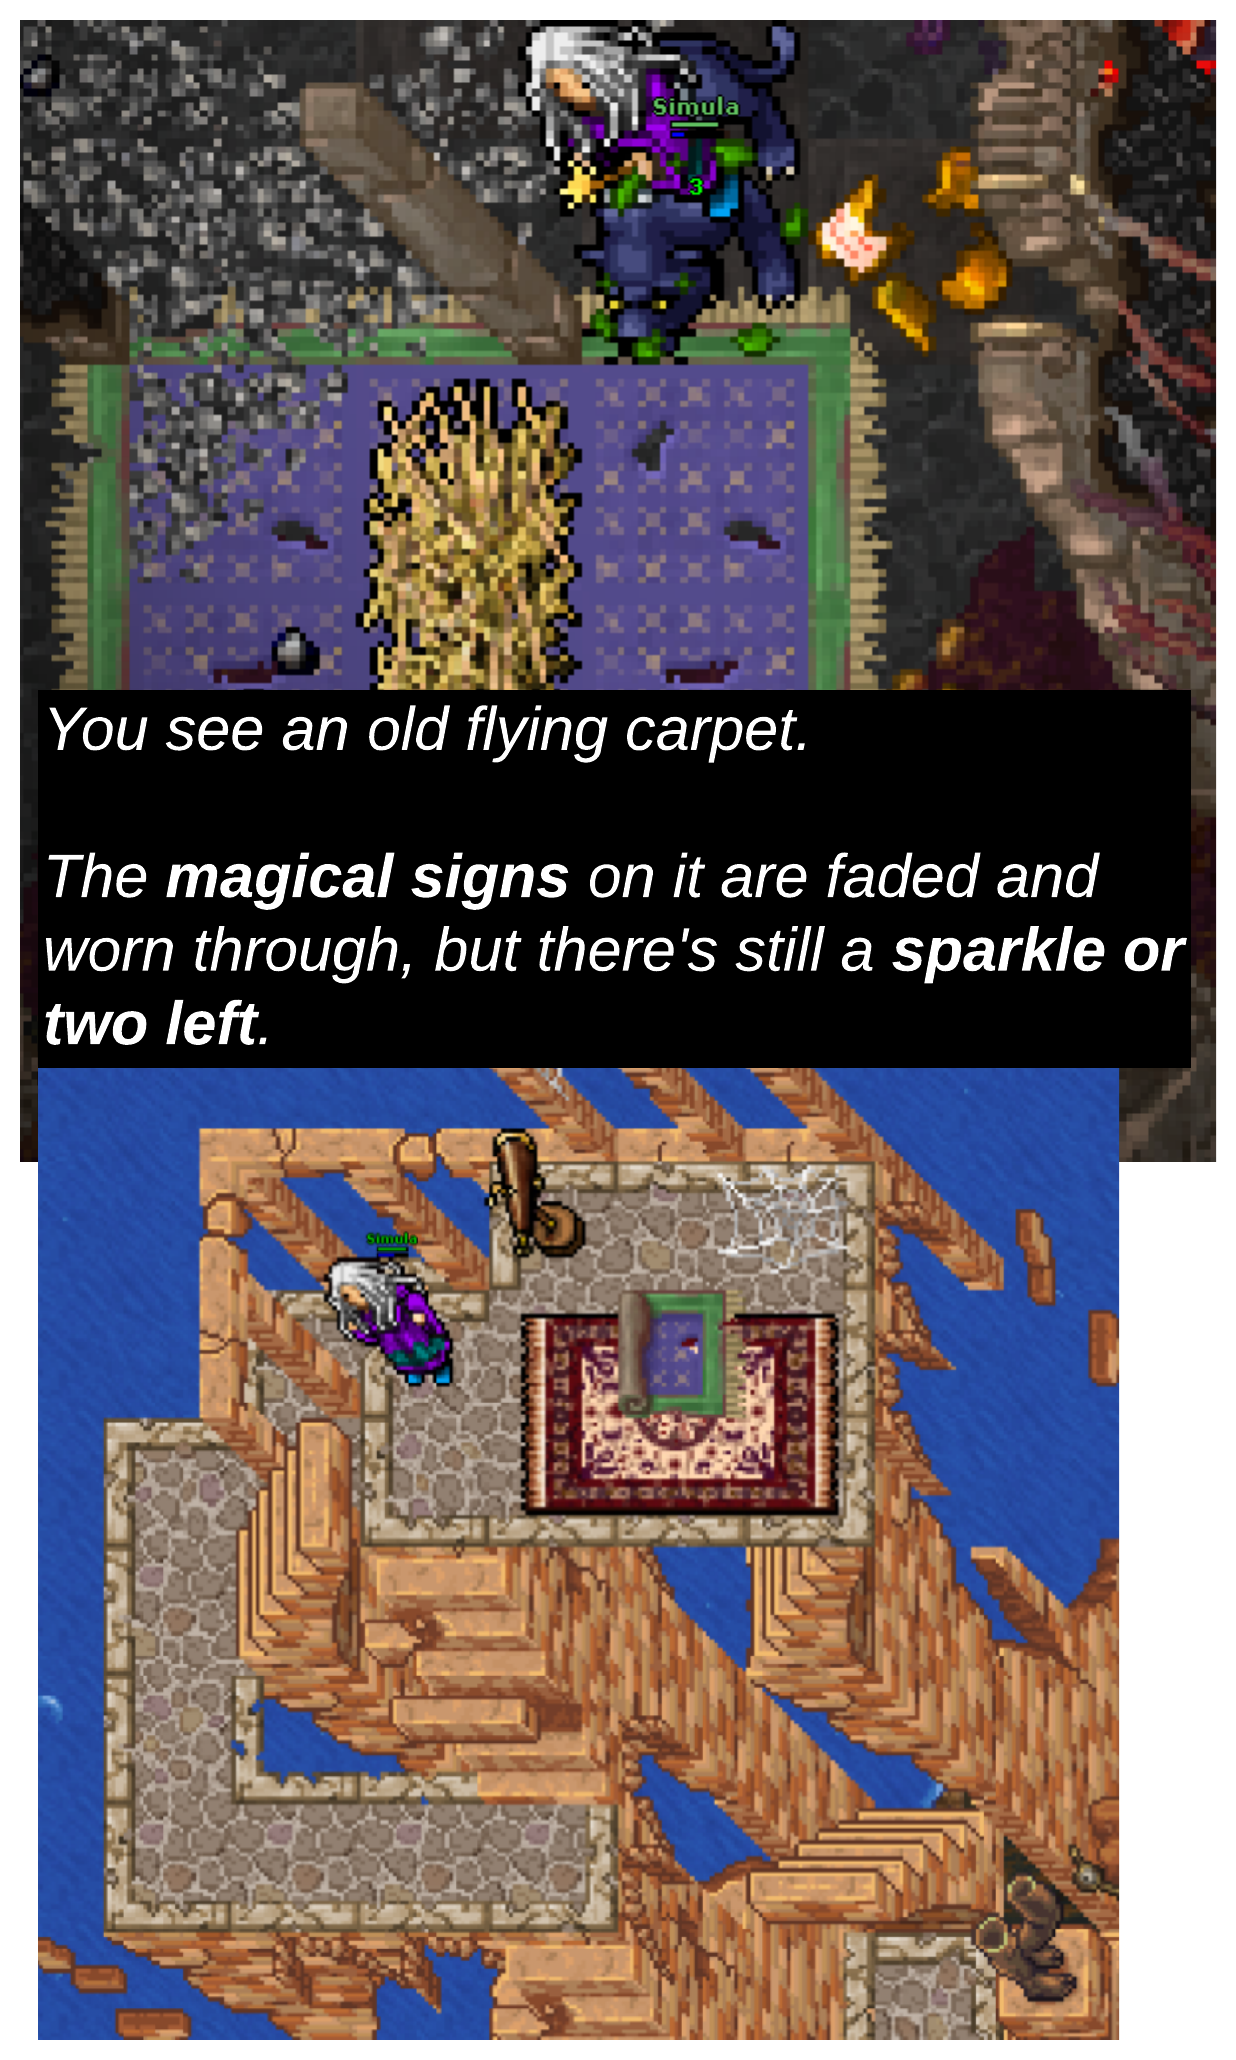 Simula
3
You see an old flying carpet.
The magical signs on it are faded and
worn through, but there's still a sparkle or
two left.
Simula